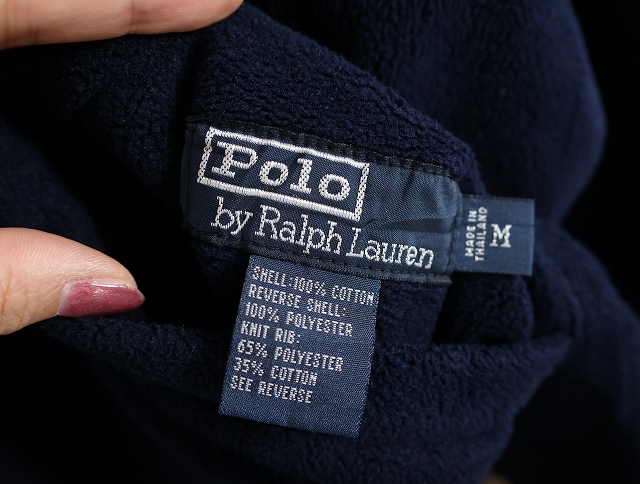 Polo
by Ralph Lauren
MADE IN
THAILAND
M
SHELL:100% COTTON
REVERSE SHELL:
100% POLYESTER
KNIT RIB:
65% POLYESTER
35% COTTON
SEE REVERSE